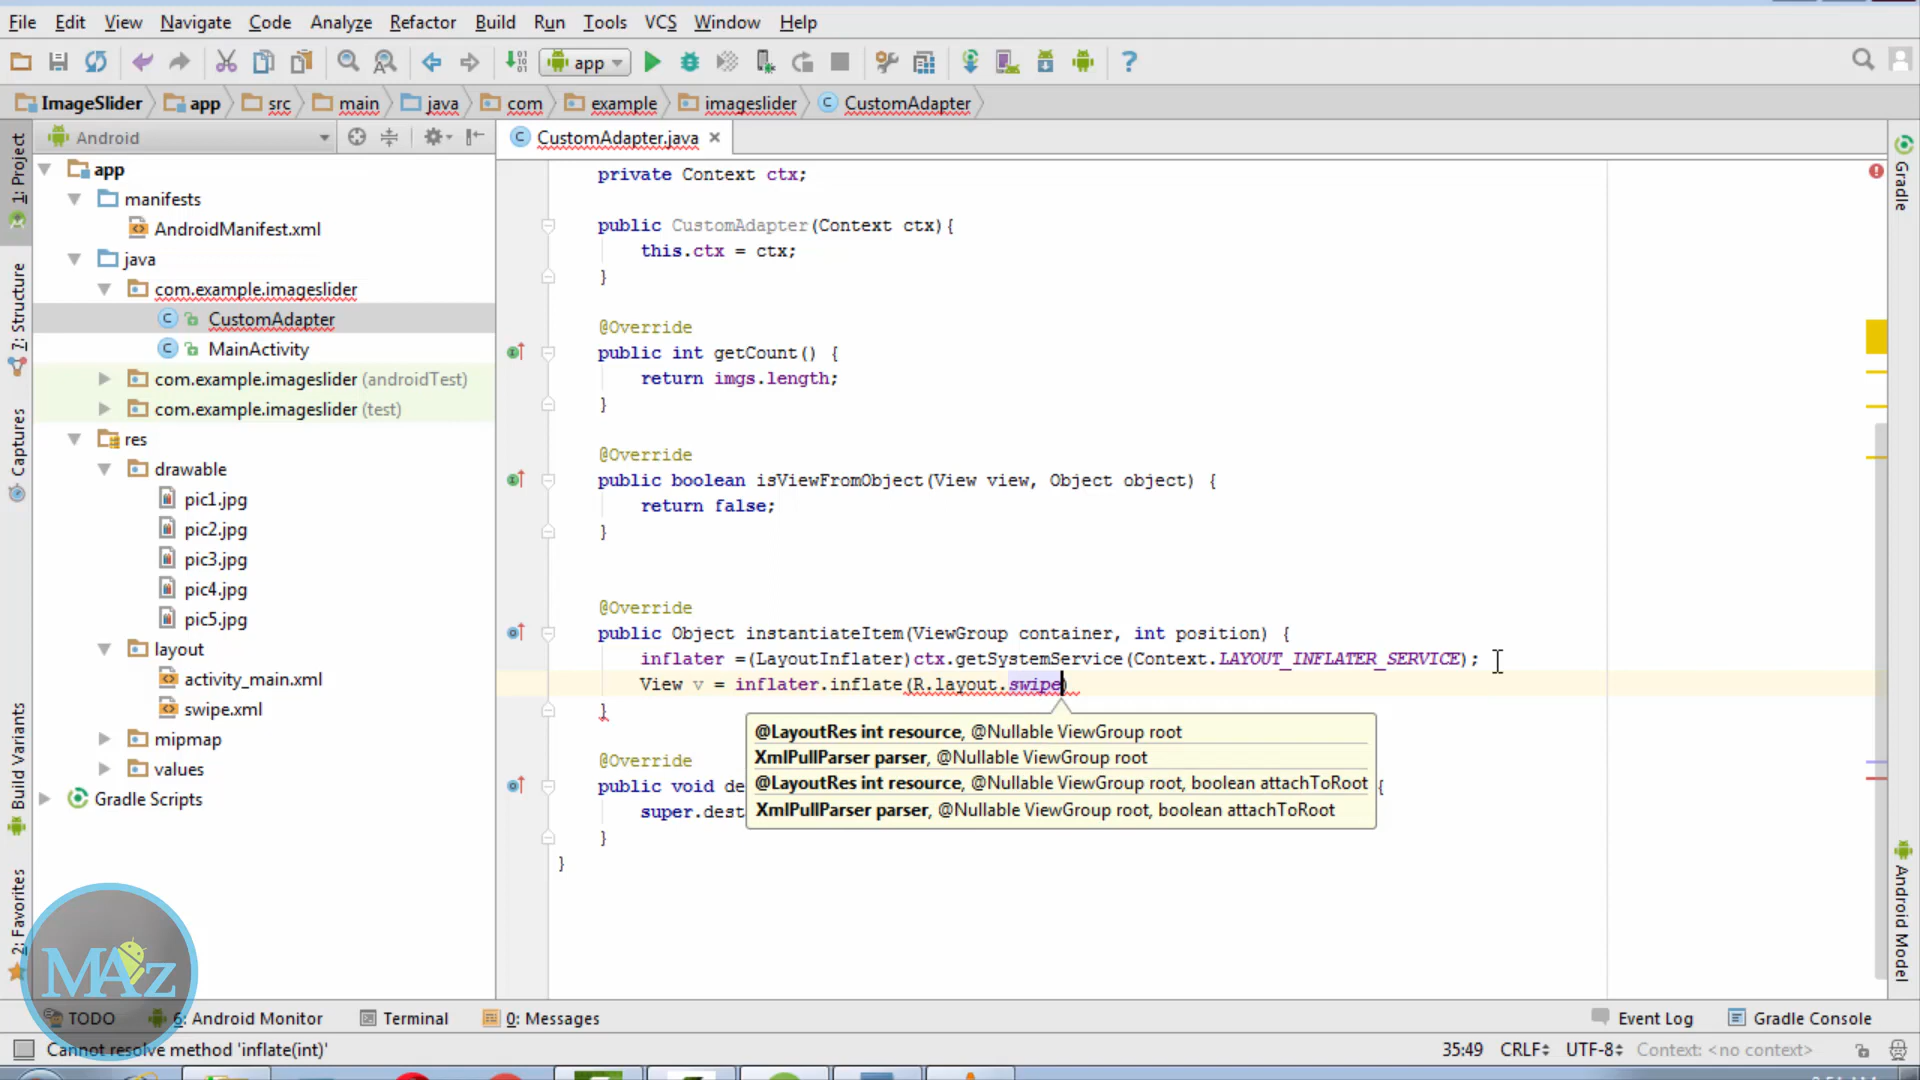 File Edit View Navigate Code Analyze Refactor Build Run Tools VCS Window Help
app
ImageSlider app src main java com example imageslider CustomAdapter
Android
CustomAdapter.java
1: Project
7: Structure
Captures
Build Variants
2: Favorites
app
manifests
AndroidManifest.xml
java
com.example.imageslider
CustomAdapter
MainActivity
com.example.imageslider (androidTest)
com.example.imageslider (test)
res
drawable
pic1.jpg
pic2.jpg
pic3.jpg
pic4.jpg
pic5.jpg
layout
activity_main.xml
swipe.xml
mipmap
values
Gradle Scripts
private Context ctx;
public CustomAdapter(Context ctx){
this.ctx = ctx;
}
@Override
public int getCount() {
return imgs.length;
}
@Override
public boolean isViewFromObject(View view, Object object) {
return false;
}
@Override
public Object instantiateItem(ViewGroup container, int position) {
inflater =(LayoutInflater)ctx.getSystemService(Context.LAYOUT_INFLATER_SERVICE);
View v = inflater.inflate(R.layout.swipe)
}
@LayoutRes int resource, @Nullable ViewGroup root
XmlPullParser parser, @Nullable ViewGroup root
@LayoutRes int resource, @Nullable ViewGroup root, boolean attachToRoot
XmlPullParser parser, @Nullable ViewGroup root, boolean attachToRoot
@Override
public void de {
super.dest
}
}
Gradle
Android Model
MAz
TODO 6: Android Monitor Terminal 0: Messages Event Log Gradle Console
Cannot resolve method 'inflate(int)' 35:49 CRLF UTF-8 Context: <no context>